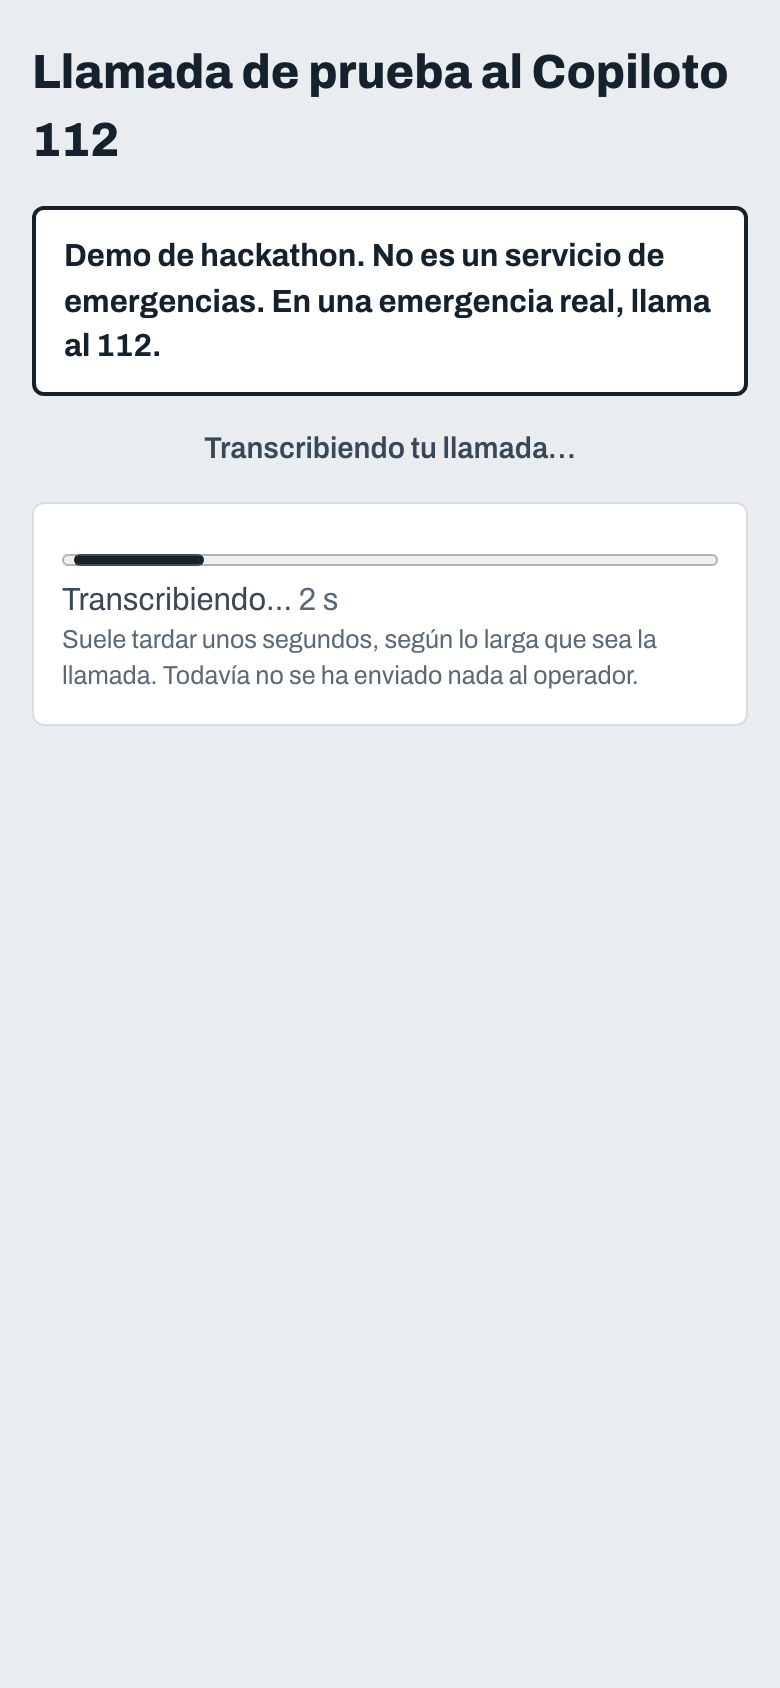 Llamada de prueba al Copiloto
112
Demo de hackathon. No es un servicio de
emergencias. En una emergencia real, llama
al 112.
Transcribiendo tu llamada…
Transcribiendo… 2 s
Suele tardar unos segundos, según lo larga que sea la
llamada. Todavía no se ha enviado nada al operador.